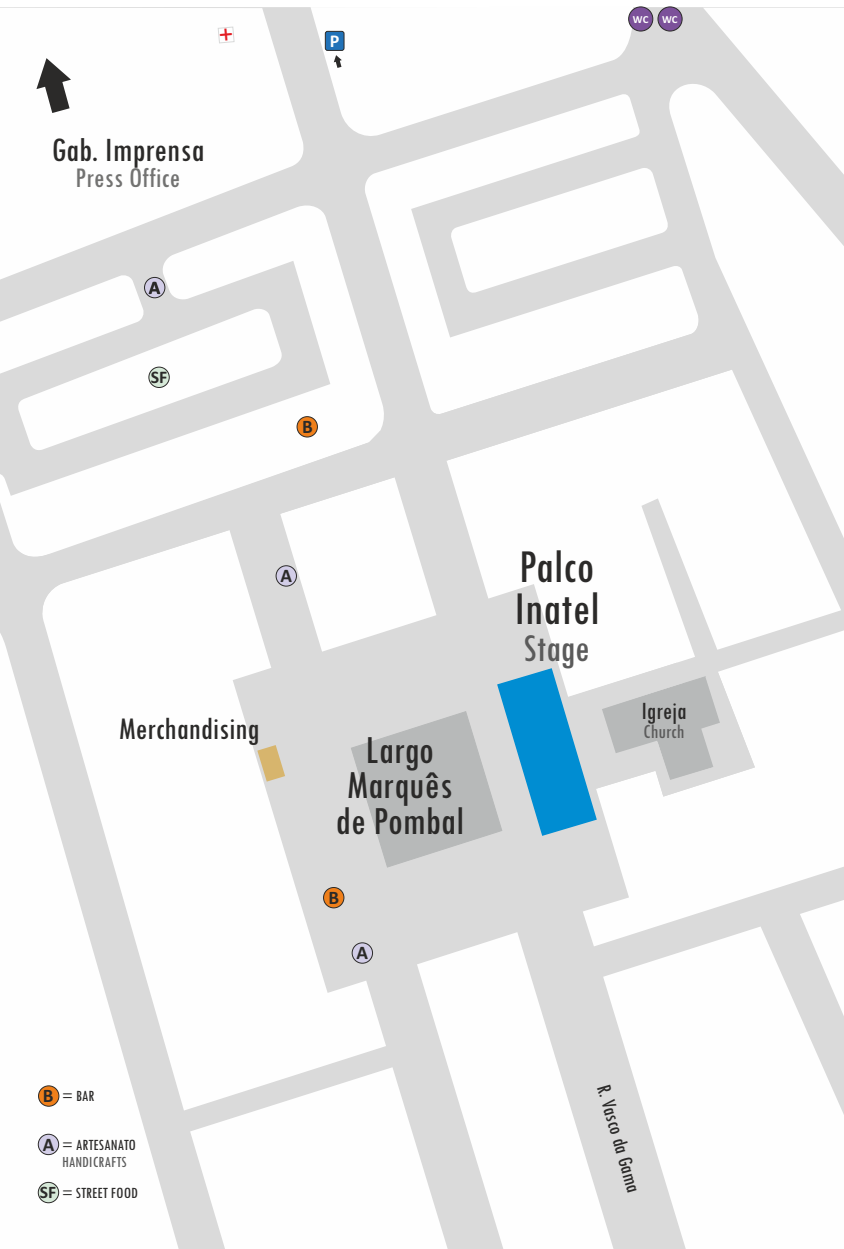 WC WC
P
Gab. Imprensa
Press Office
A
SF
B
A
Palco
Inatel
Stage
Igreja
Church
Merchandising
Largo
Marquês
de Pombal
B
A
R. Vasco da Gama
B = BAR
A = ARTESANATO
HANDICRAFTS
SF = STREET FOOD